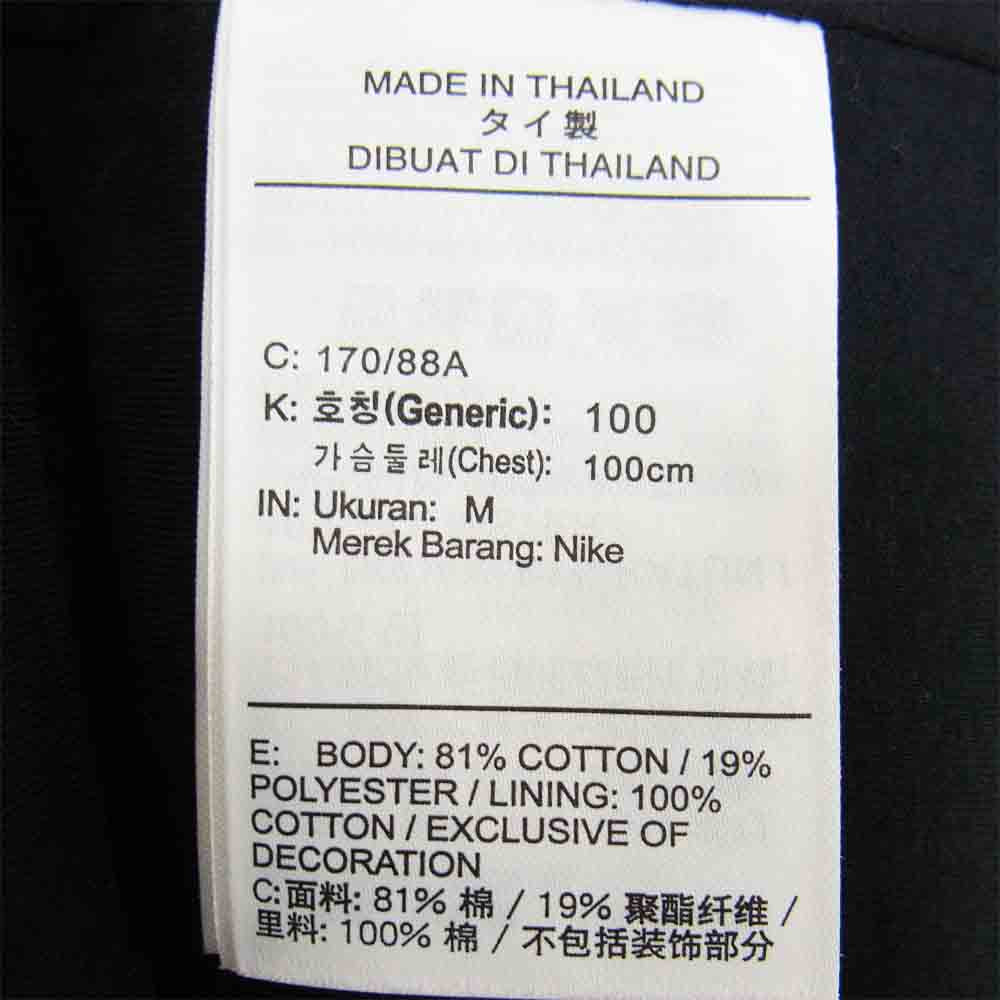 MADE IN THAILAND
タイ製
DIBUAT DI THAILAND
C: 170/88A
K: 호칭(Generic): 100
가슴둘레(Chest): 100cm
IN: Ukuran: M
Merek Barang: Nike
E: BODY: 81% COTTON / 19%
POLYESTER / LINING: 100%
COTTON / EXCLUSIVE OF
DECORATION
C:面料: 81% 棉 / 19% 聚酯纤维 /
里料: 100% 棉 / 不包括装饰部分